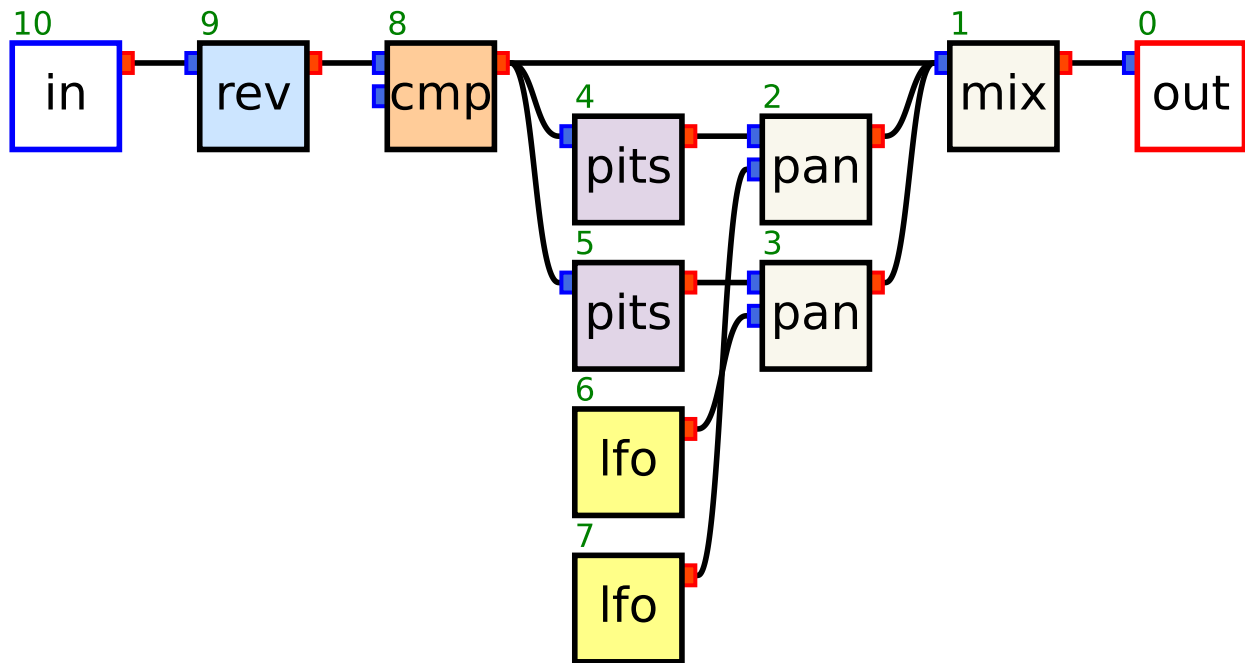 10 9 8 1 0
in rev cmp mix out
4 2
pits pan
5 3
pits pan
6
lfo
7
lfo